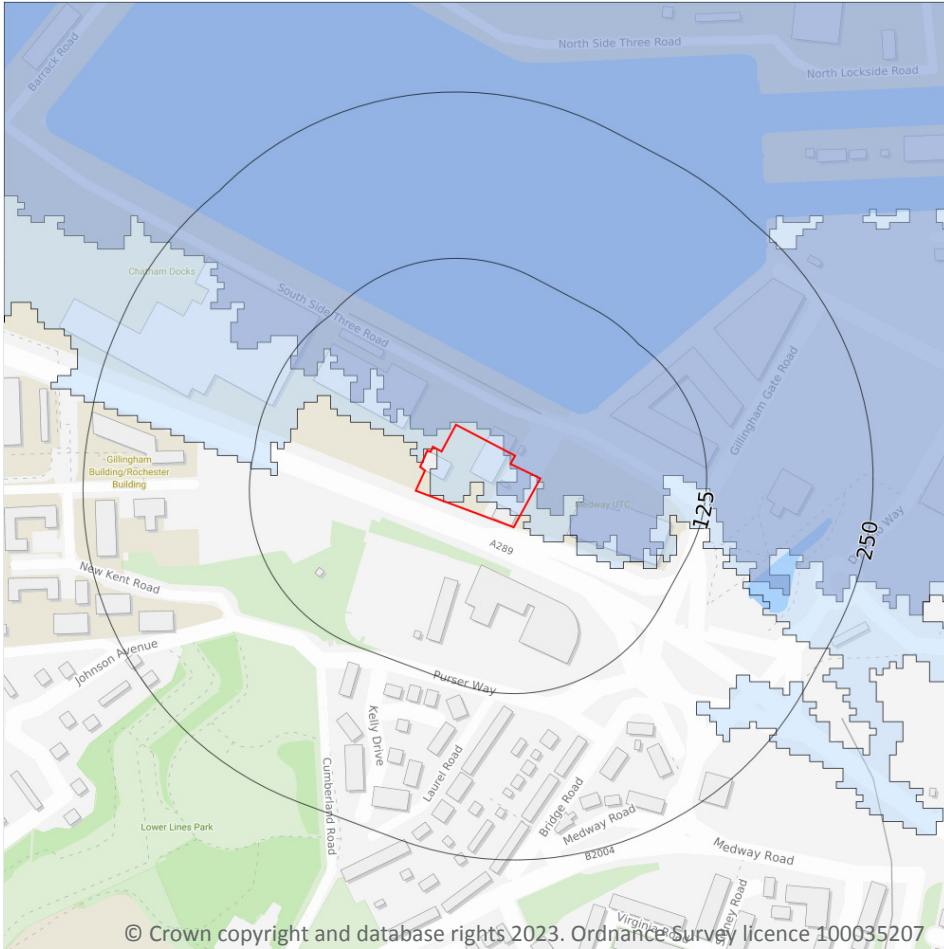 Barrack Road
North Side Three Road
North Lockside Road
Chatham Docks
South Side Three Road
Gillingham Gate Road
Gillingham
Building/Rochester
Building
Medway UTC
125
250
A289
New Kent Road
Johnson Avenue
Purser Way
Kelly Drive
Laurel Road
Cumberland Road
Bridge Road
Lower Lines Park
Medway Road
B2004
Medway Road
Virginia
© Crown copyright and database rights 2023. Ordnance Survey licence 100035207